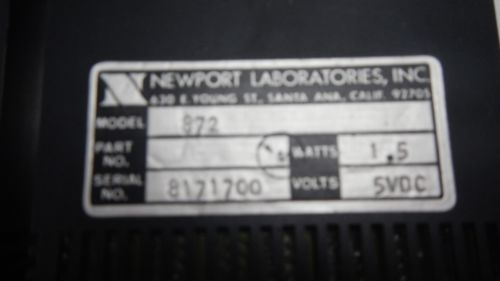 NEWPORT LABORATORIES, INC.
630 E. YOUNG ST., SANTA ANA, CALIF. 92705
MODEL 872
PART NO. WATTS 1.5
SERIAL NO. 8171700 VOLTS 5VDC